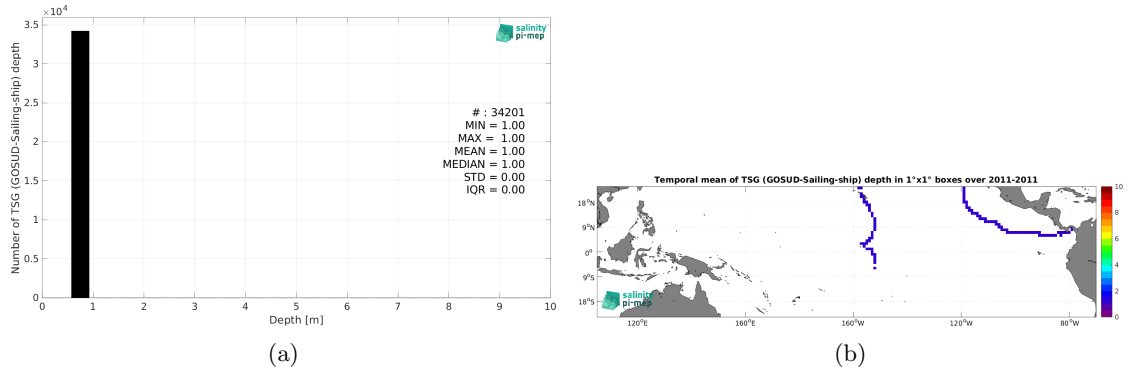 ×10⁴
3.5
3
2.5
2
1.5
1
0.5
0
Number of TSG (GOSUD-Sailing-ship) depth
salinity
pi-mep
# : 34201
MIN = 1.00
MAX = 1.00
MEAN = 1.00
MEDIAN = 1.00
STD = 0.00
IQR = 0.00
0 1 2 3 4 5 6 7 8 9 10
Depth [m]
(a)
Temporal mean of TSG (GOSUD-Sailing-ship) depth in 1°x1° boxes over 2011-2011
18°N
9°N
0°
9°S
18°S
salinity
pi-mep
120°E 160°E 160°W 120°W 80°W
10
8
6
4
2
0
(b)